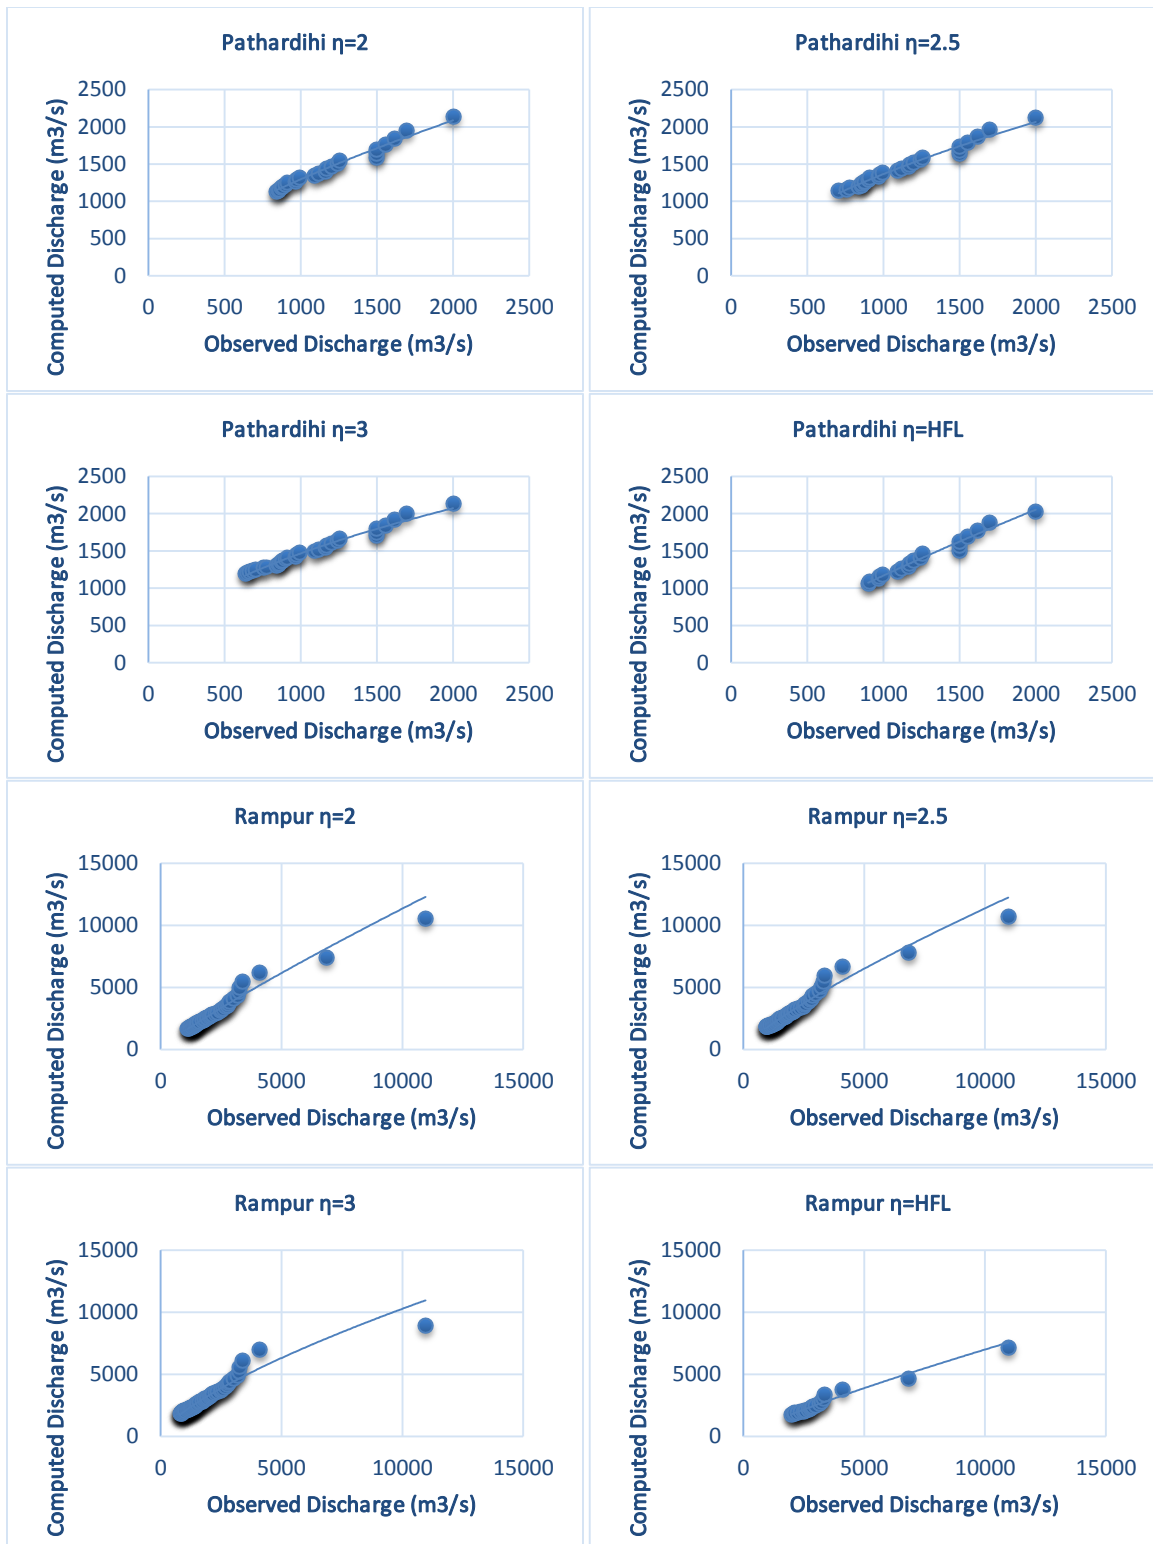 Pathardihi η=2
Computed Discharge (m3/s)
2500
2000
1500
1000
500
0
0 500 1000 1500 2000 2500
Observed Discharge (m3/s)
Pathardihi η=2.5
Computed Discharge (m3/s)
2500
2000
1500
1000
500
0
0 500 1000 1500 2000 2500
Observed Discharge (m3/s)
Pathardihi η=3
Computed Discharge (m3/s)
2500
2000
1500
1000
500
0
0 500 1000 1500 2000 2500
Observed Discharge (m3/s)
Pathardihi η=HFL
Computed Discharge (m3/s)
2500
2000
1500
1000
500
0
0 500 1000 1500 2000 2500
Observed Discharge (m3/s)
Rampur η=2
Computed Discharge (m3/s)
15000
10000
5000
0
0 5000 10000 15000
Observed Discharge (m3/s)
Rampur η=2.5
Computed Discharge (m3/s)
15000
10000
5000
0
0 5000 10000 15000
Observed Discharge (m3/s)
Rampur η=3
Computed Discharge (m3/s)
15000
10000
5000
0
0 5000 10000 15000
Observed Discharge (m3/s)
Rampur η=HFL
Computed Discharge (m3/s)
15000
10000
5000
0
0 5000 10000 15000
Observed Discharge (m3/s)